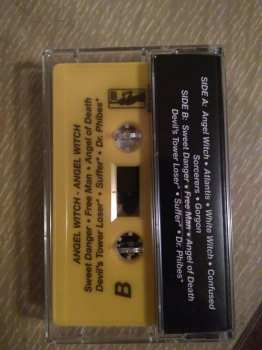 ANGEL WITCH - ANGEL WITCH
Sweet Danger • Free Man • Angel of Death
Devil's Tower Loser* • Suffer* • Dr. Phibes*
B
SIDE A: Angel Witch • Atlantis • White Witch • Confused
Sorcerers • Gorgon
SIDE B: Sweet Danger • Free Man • Angel of Death
Devil's Tower Loser* • Suffer* • Dr. Phibes*